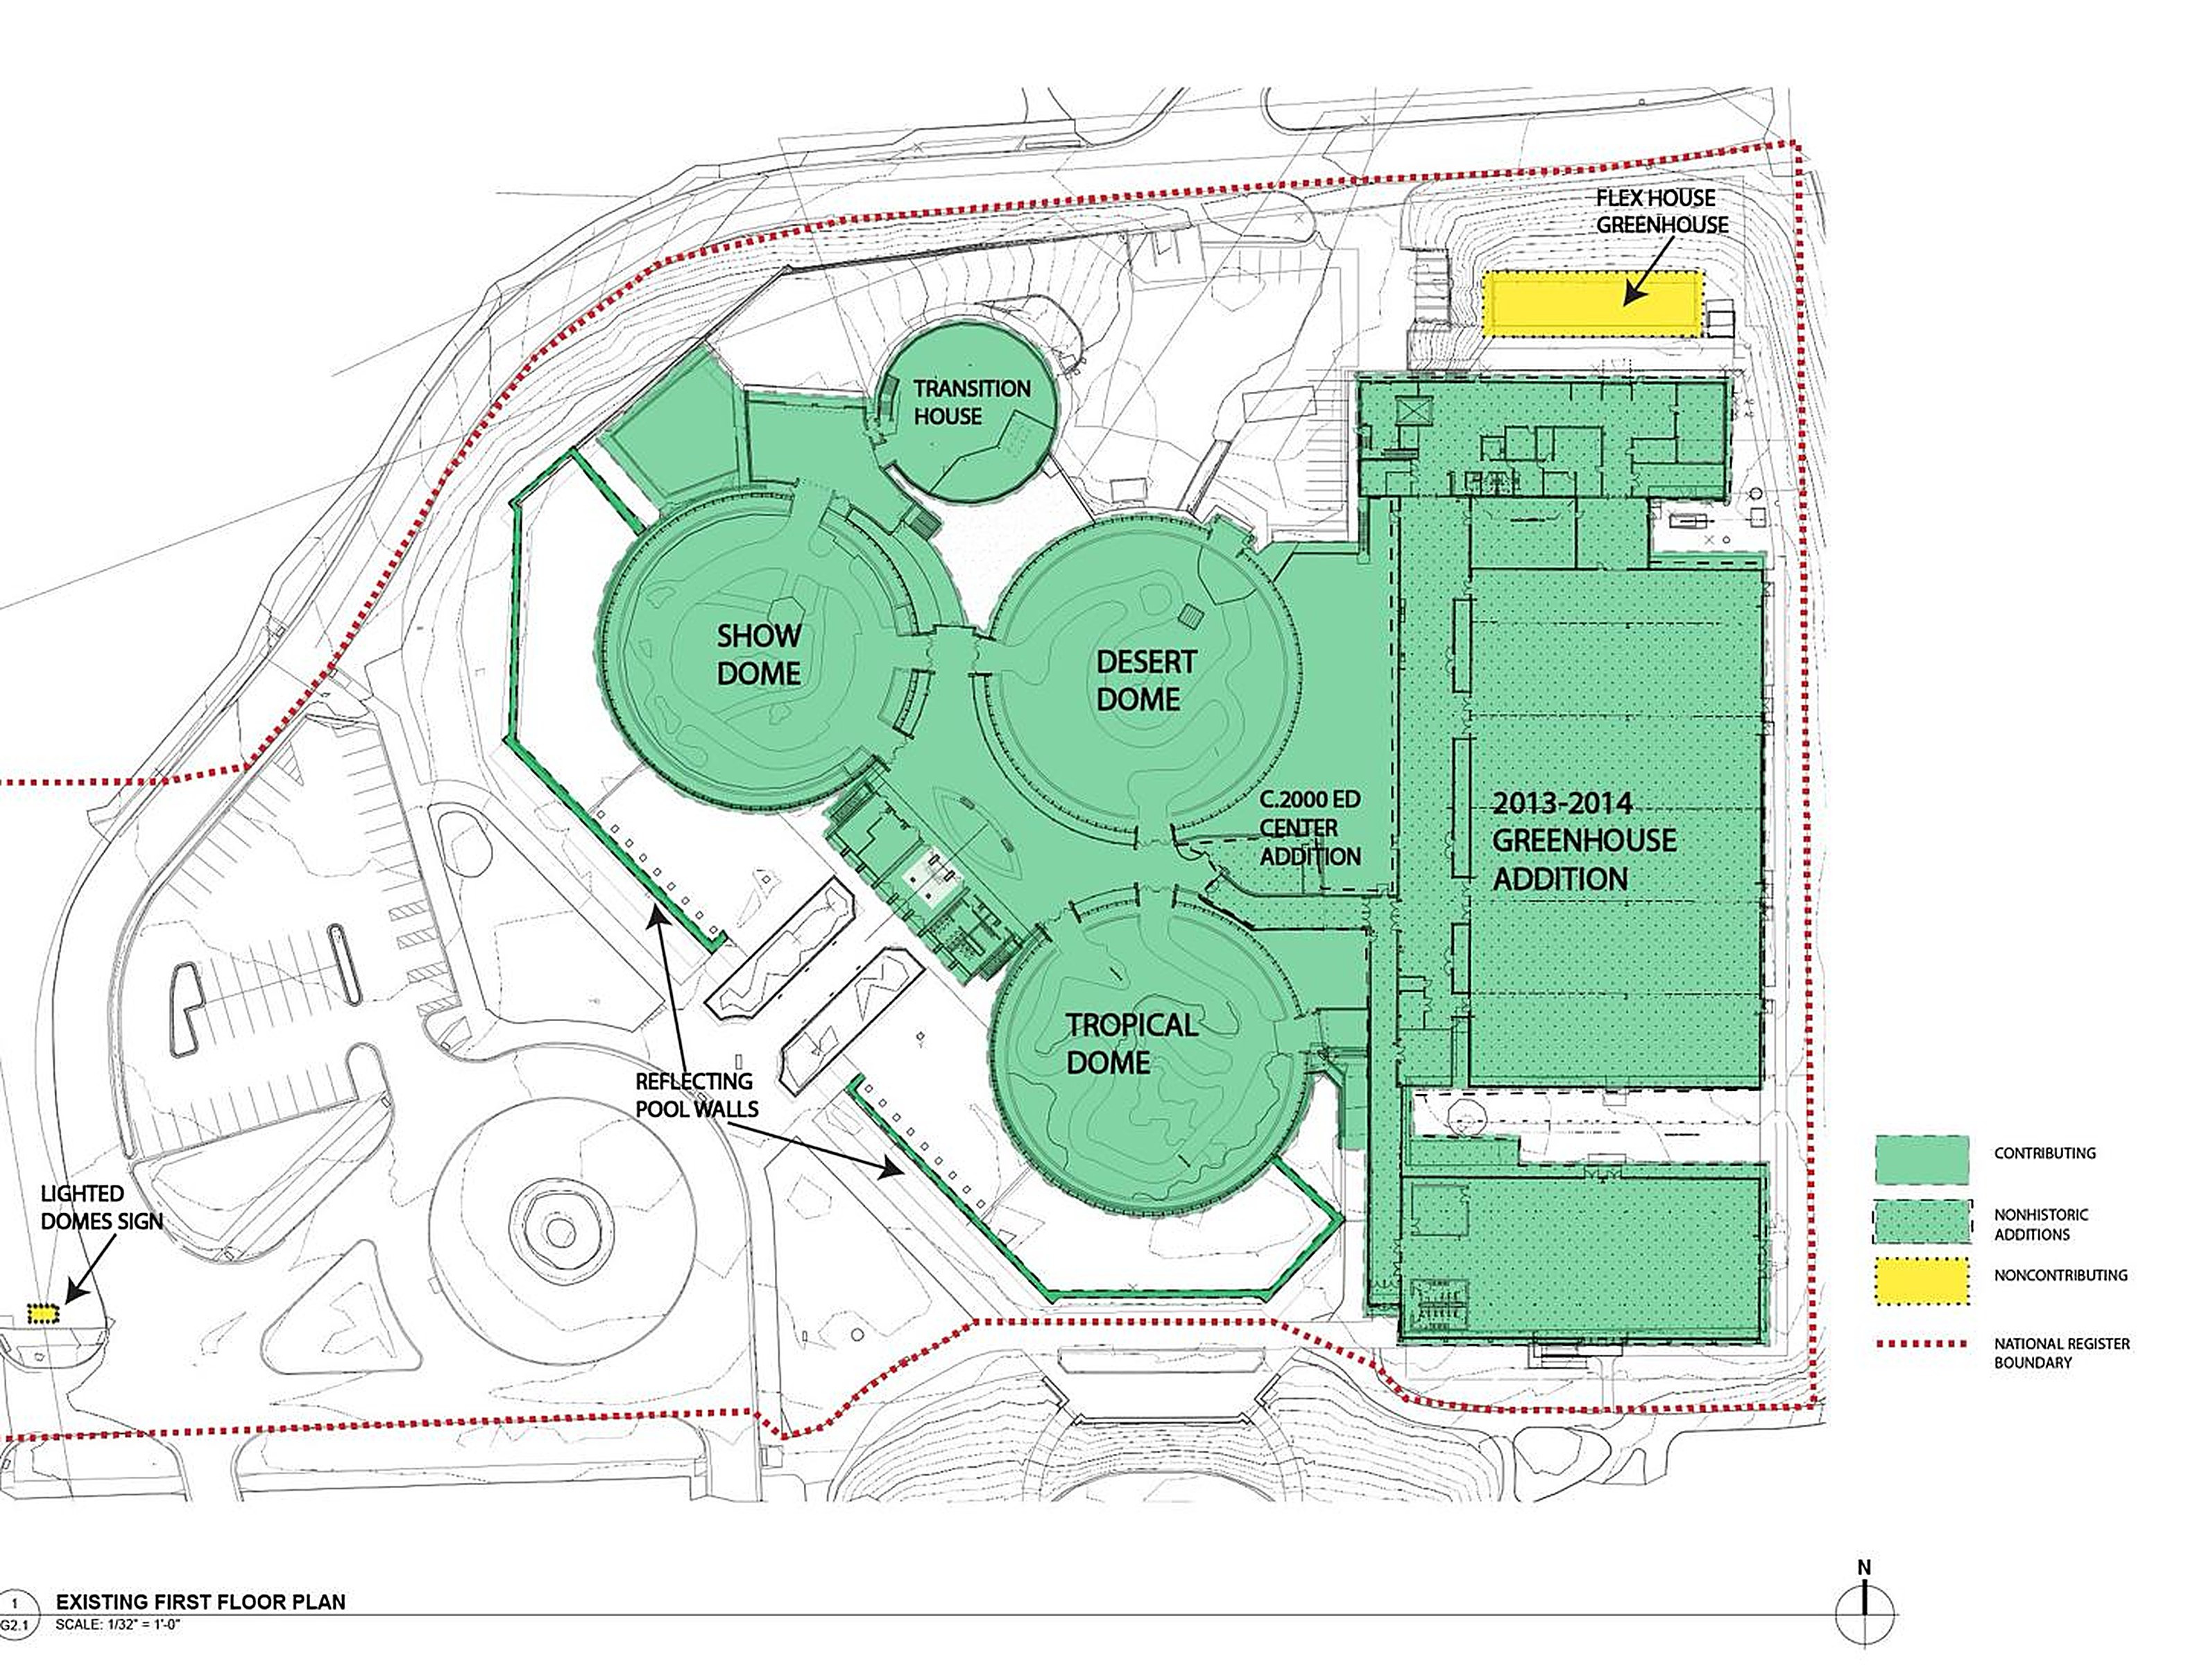 FLEX HOUSE
GREENHOUSE
TRANSITION
HOUSE
SHOW
DOME
DESERT
DOME
C.2000 ED
CENTER
ADDITION
2013-2014
GREENHOUSE
ADDITION
TROPICAL
DOME
REFLECTING
POOL WALLS
LIGHTED
DOMES SIGN
CONTRIBUTING
NONHISTORIC
ADDITIONS
NONCONTRIBUTING
NATIONAL REGISTER
BOUNDARY
N
1
G2.1
EXISTING FIRST FLOOR PLAN
SCALE: 1/32" = 1'-0"